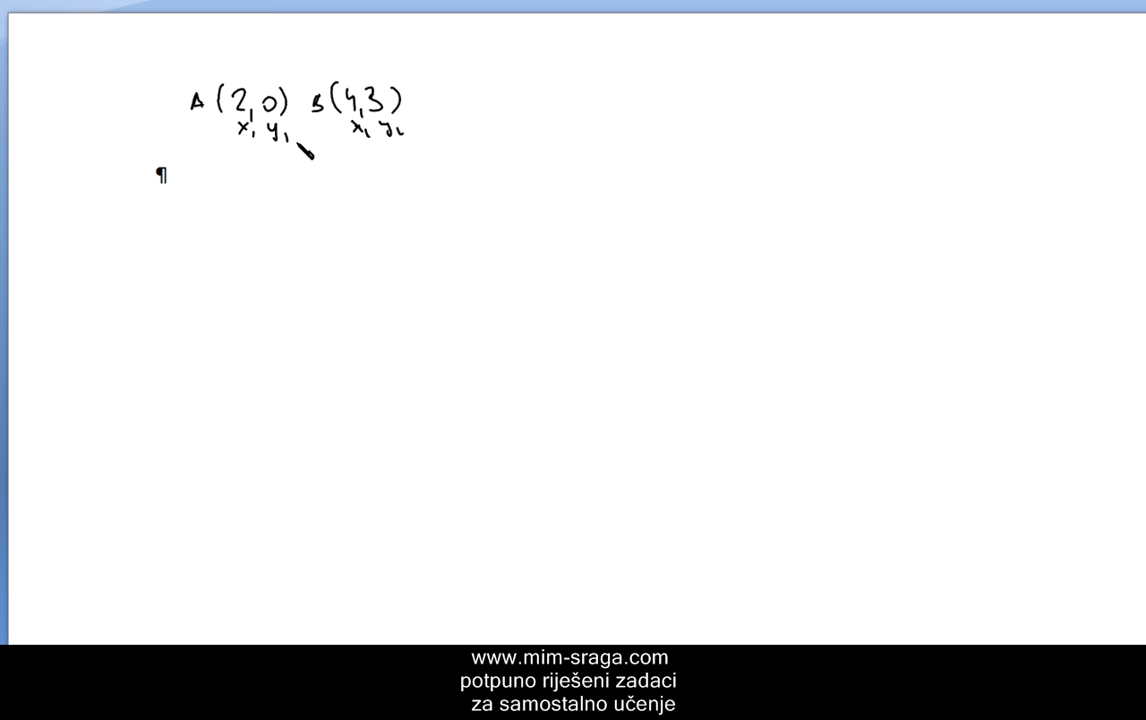 A (2,0) B (4,3)
x₁ y₁ x₂ y₂
¶
www.mim-sraga.com
potpuno riješeni zadaci
za samostalno učenje